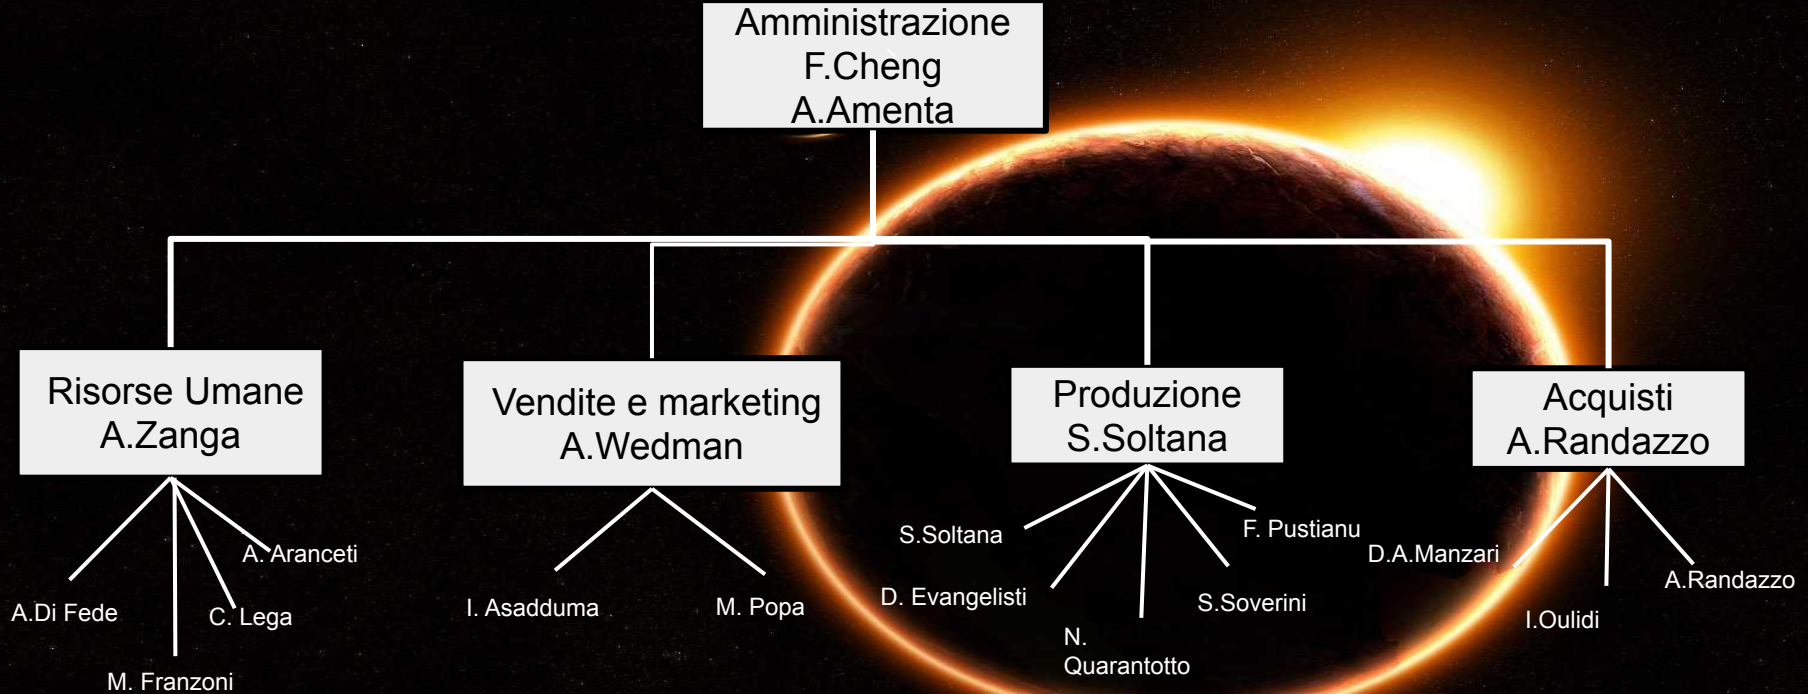 Amministrazione
F.Cheng
A.Amenta
Risorse Umane
A.Zanga
Vendite e marketing
A.Wedman
Produzione
S.Soltana
Acquisti
A.Randazzo
A.Di Fede
M. Franzoni
C. Lega
A. Aranceti
I. Asadduma
M. Popa
S.Soltana
D. Evangelisti
N.
Quarantotto
S.Soverini
F. Pustianu
D.A.Manzari
I.Oulidi
A.Randazzo